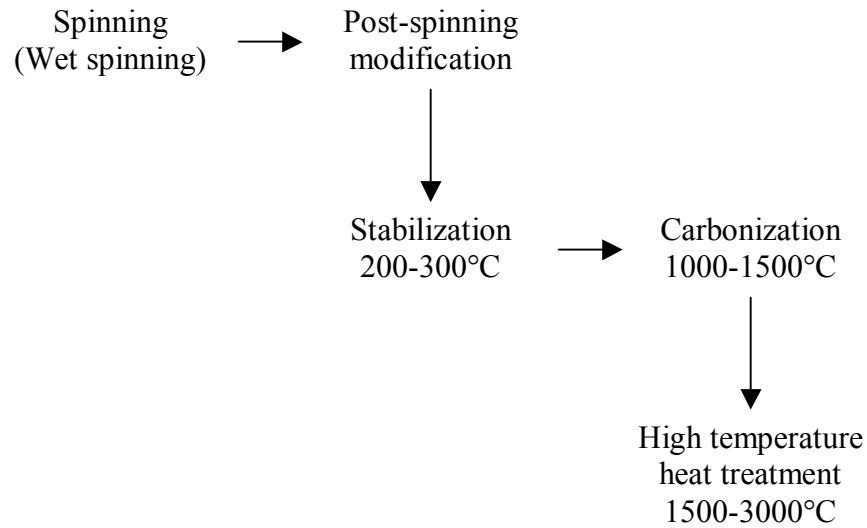 Spinning
(Wet spinning)
Post-spinning
modification
Stabilization
200-300°C
Carbonization
1000-1500°C
High temperature
heat treatment
1500-3000°C